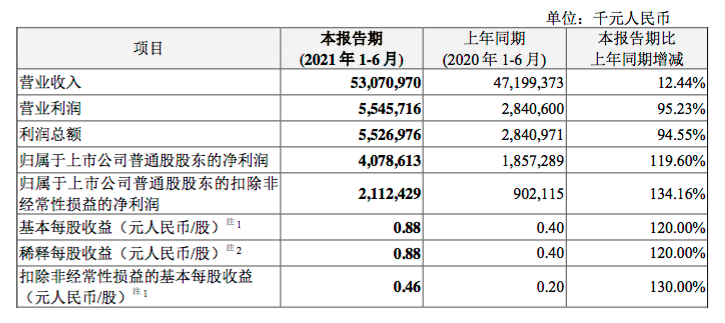 单位：千元人民币
项目 本报告期 (2021 年 1-6 月) 上年同期 (2020 年 1-6 月) 本报告期比 上年同期增减
营业收入 53,070,970 47,199,373 12.44%
营业利润 5,545,716 2,840,600 95.23%
利润总额 5,526,976 2,840,971 94.55%
归属于上市公司普通股股东的净利润 4,078,613 1,857,289 119.60%
归属于上市公司普通股股东的扣除非
经常性损益的净利润 2,112,429 902,115 134.16%
基本每股收益（元人民币/股）注1 0.88 0.40 120.00%
稀释每股收益（元人民币/股）注2 0.88 0.40 120.00%
扣除非经常性损益的基本每股收益
（元人民币/股）注1 0.46 0.20 130.00%